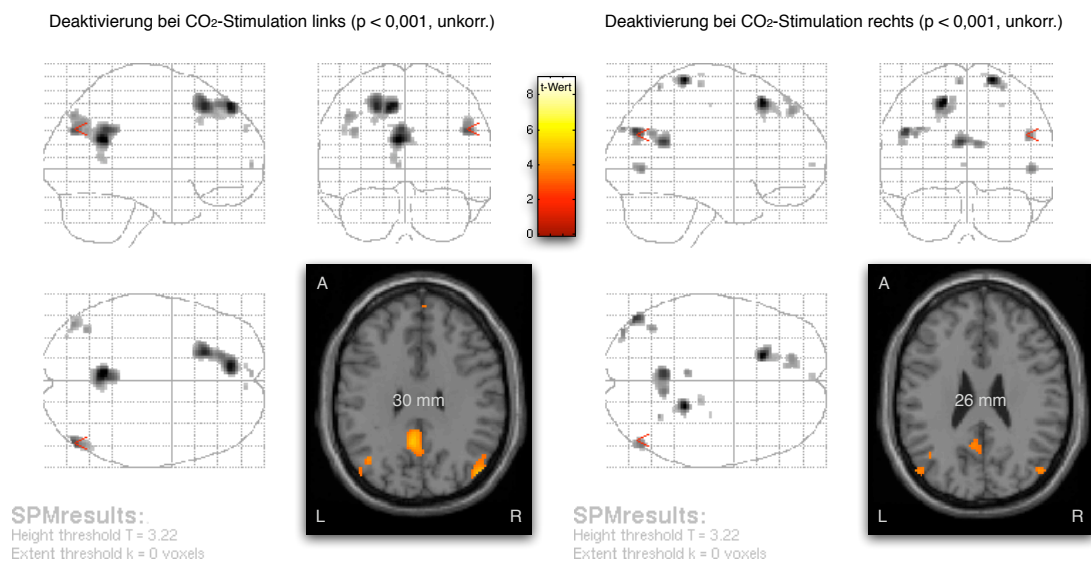 Deaktivierung bei CO₂-Stimulation links (p < 0,001, unkorr.)
t-Wert
8
6
4
2
0
A
30 mm
L
R
SPMresults:
Height threshold T = 3.22
Extent threshold k = 0 voxels
Deaktivierung bei CO₂-Stimulation rechts (p < 0,001, unkorr.)
A
26 mm
L
R
SPMresults:
Height threshold T = 3.22
Extent threshold k = 0 voxels